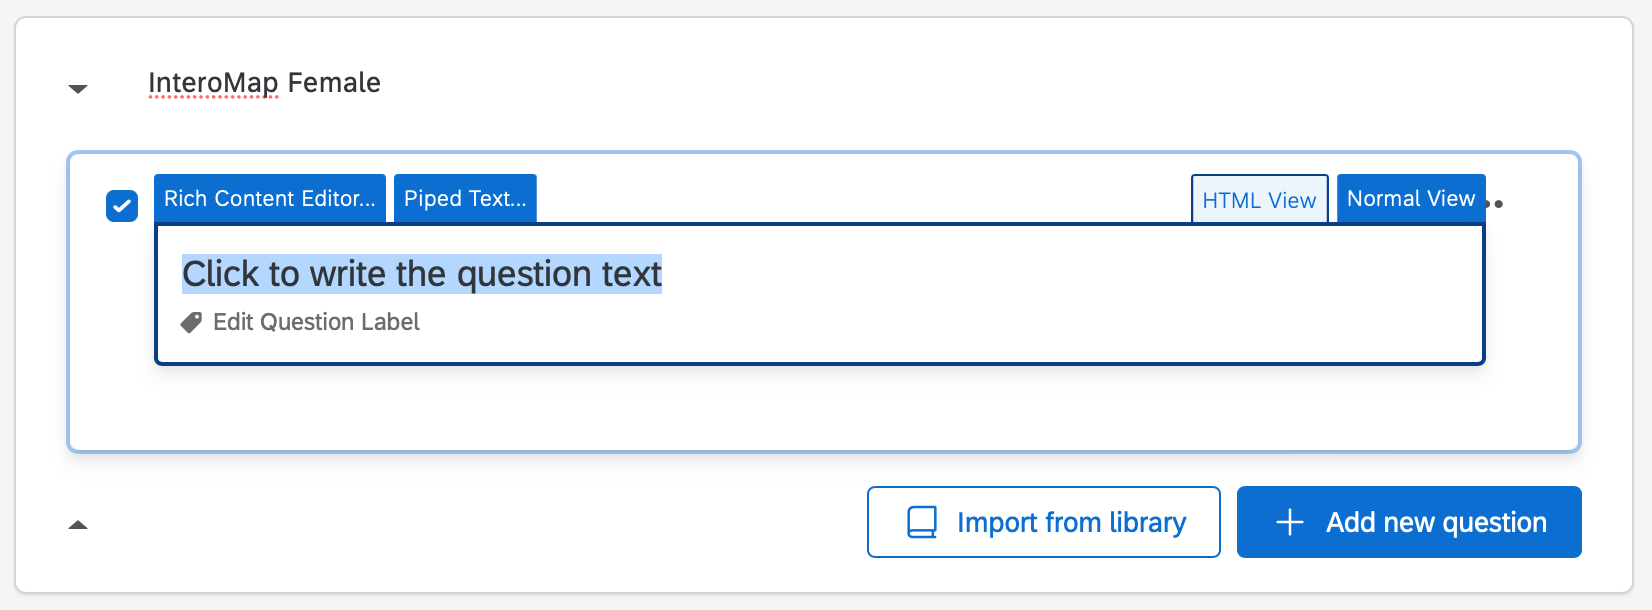 InteroMap Female
Rich Content Editor... Piped Text... HTML View Normal View
Click to write the question text
Edit Question Label
Import from library Add new question